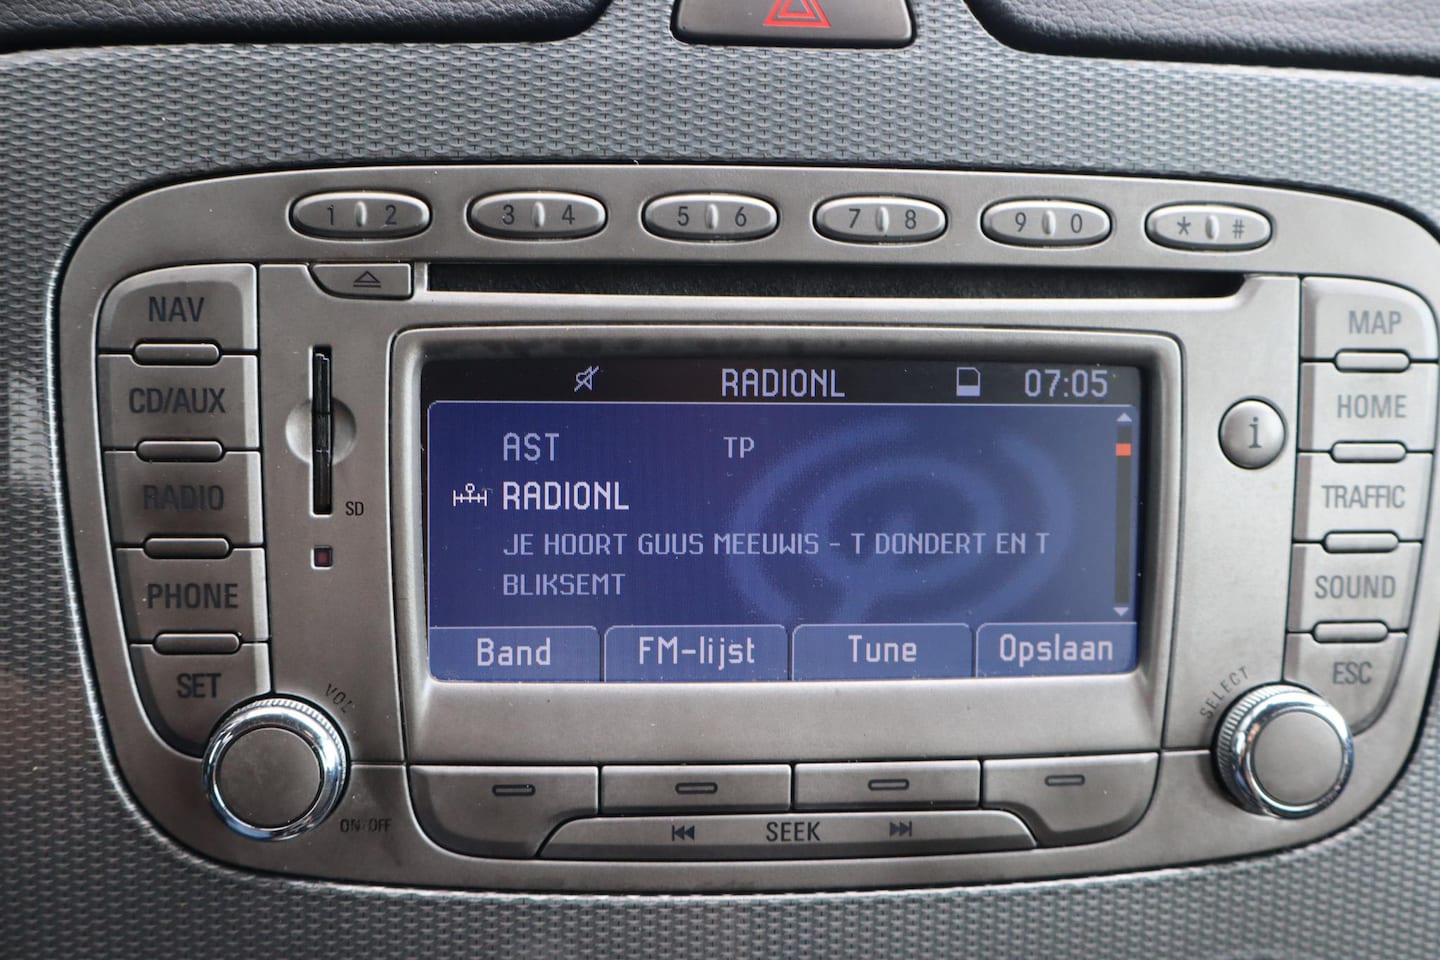 1 2 3 4 5 6 7 8 9 0 * #
NAV
CD/AUX
RADIO
PHONE
SET
SD
VOL
ON·OFF
RADIONL 07:05
AST TP
RADIONL
JE HOORT GUUS MEEUWIS - T DONDERT EN T
BLIKSEMT
Band FM-lijst Tune Opslaan
SEEK
i
MAP
HOME
TRAFFIC
SOUND
ESC
SELECT